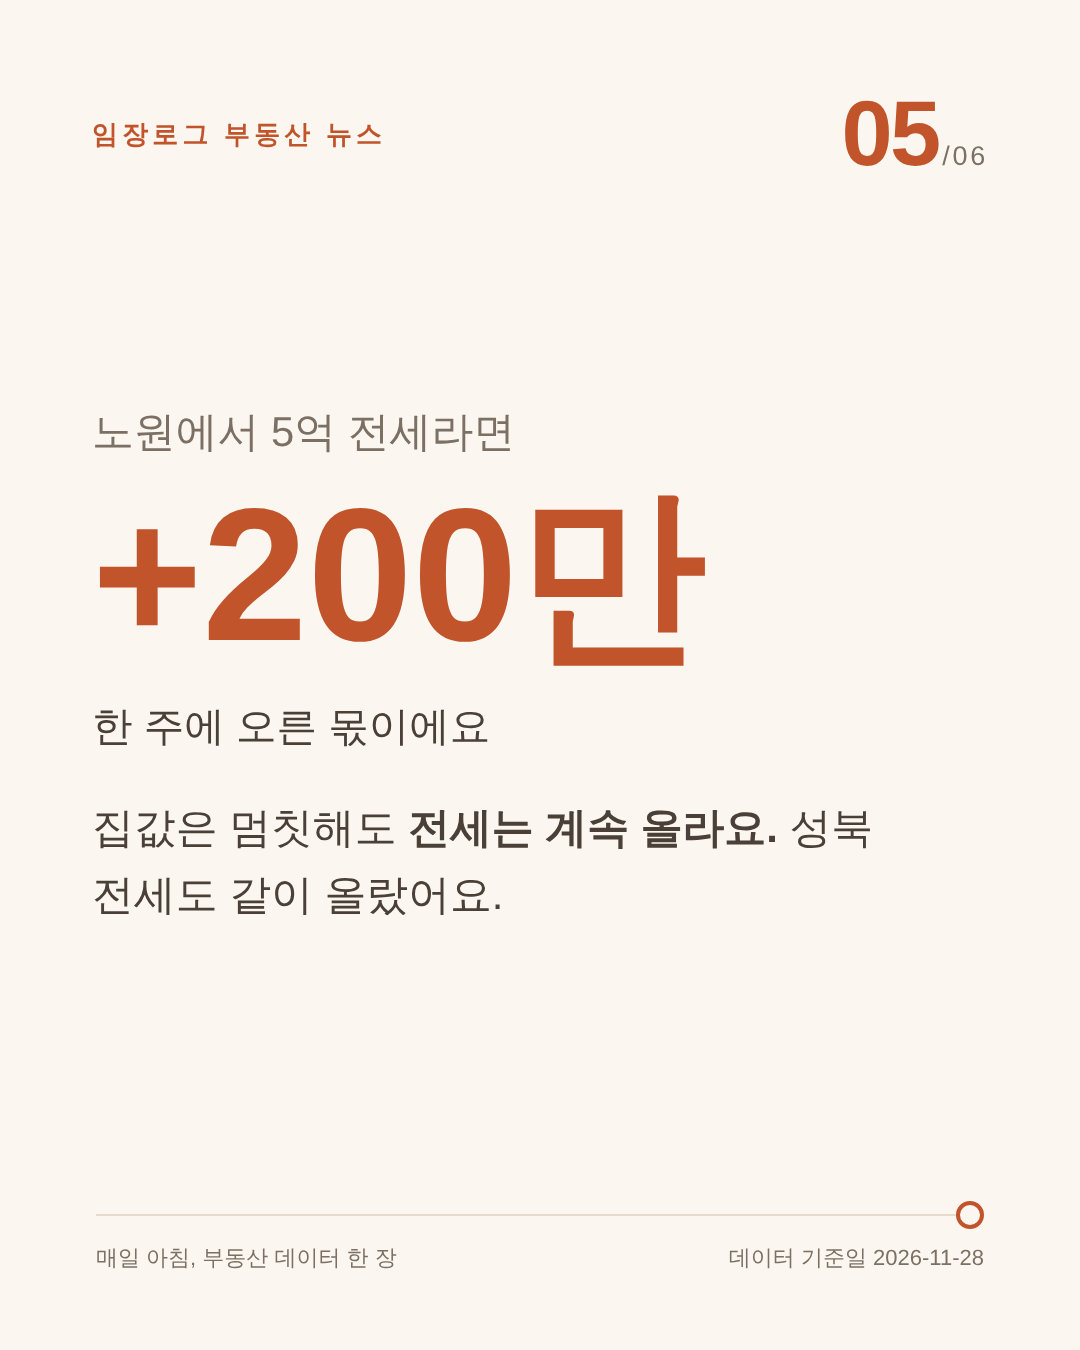 임장로그 부동산 뉴스
05/06
노원에서 5억 전세라면
+200만
한 주에 오른 몫이에요
집값은 멈칫해도 전세는 계속 올라요. 성북
전세도 같이 올랐어요.
매일 아침, 부동산 데이터 한 장
데이터 기준일 2026-11-28